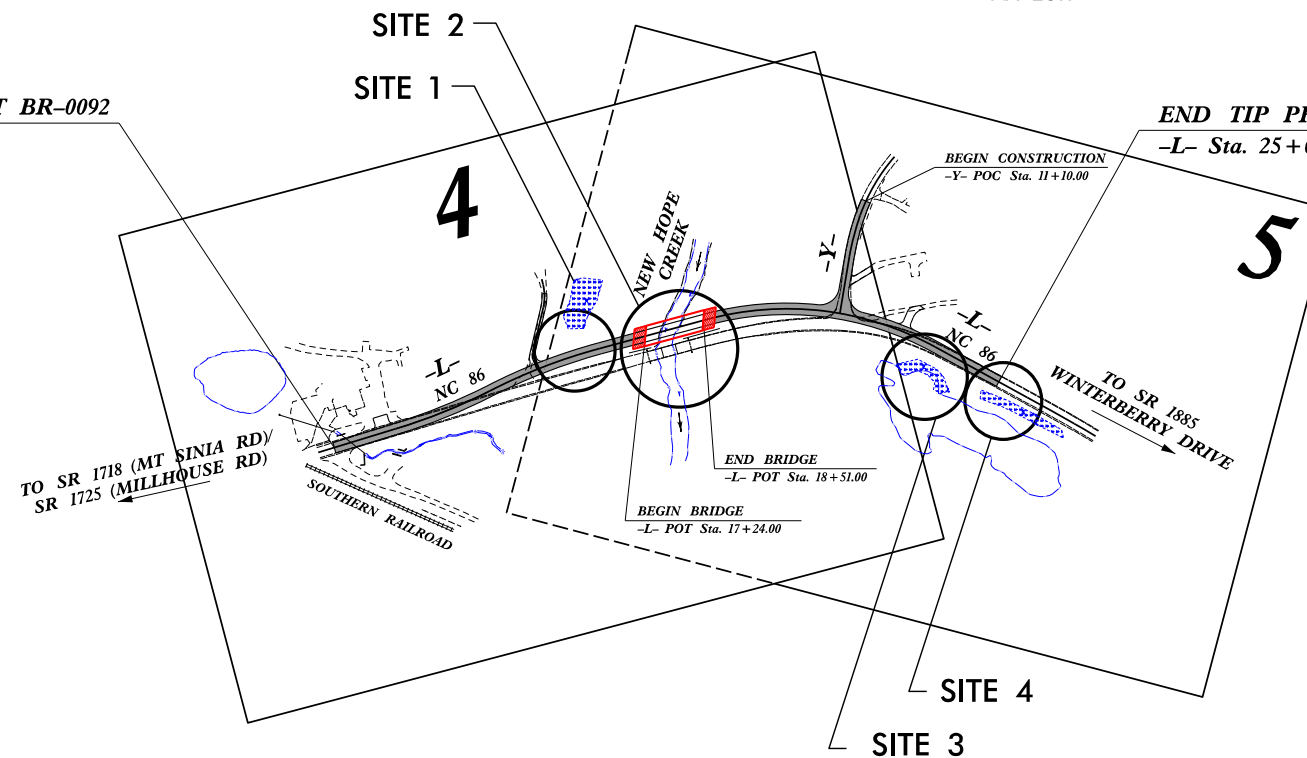 SITE 2
SITE 1
BR–0092
END TIP
–L– Sta.
BEGIN CONSTRUCTION
–Y– POC Sta. 11+10.00
4
5
NEW HOPE
CREEK
–Y–
–L–
NC 86
–L–
NC 86
TO SR 1885
WINTERBERRY DRIVE
TO SR 1718 (MT SINIA RD)/
SR 1725 (MILLHOUSE RD)
SOUTHERN RAILROAD
END BRIDGE
–L– POT Sta. 18+51.00
BEGIN BRIDGE
–L– POT Sta. 17+24.00
SITE 4
SITE 3